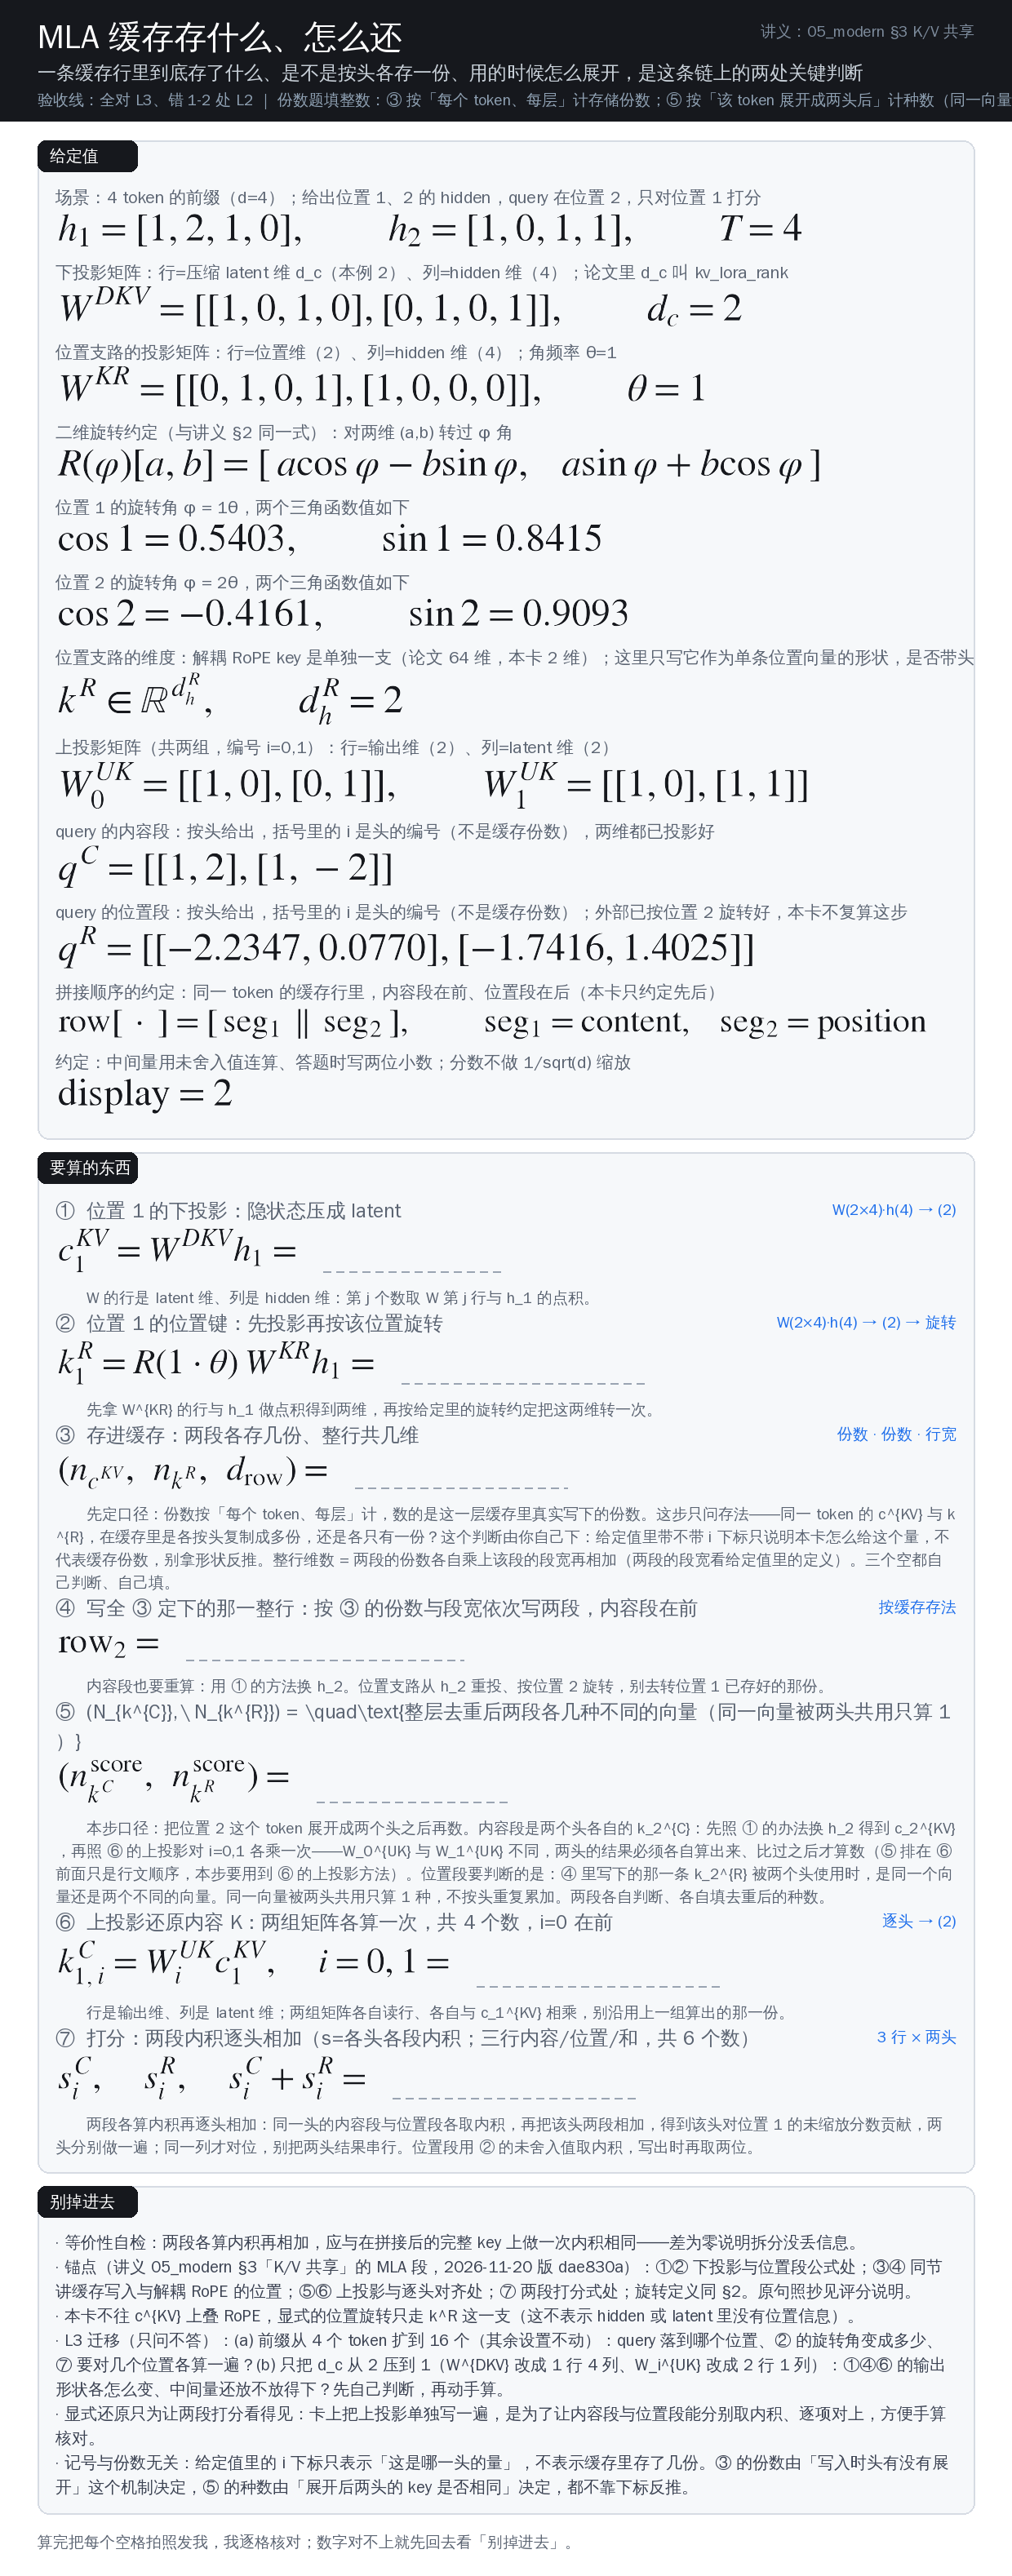 MLA 缓存存什么、怎么还
讲义：05_modern §3 K/V 共享
一条缓存行里到底存了什么、是不是按头各存一份、用的时候怎么展开，是这条链上的两处关键判断
验收线：全对 L3、错 1-2 处 L2 ｜ 份数题填整数：③ 按「每个 token、每层」计存储份数；⑤ 按「该 token 展开成两头后」计种数（同一向量
给定值
场景：4 token 的前缀（d=4）；给出位置 1、2 的 hidden，query 在位置 2，只对位置 1 打分
h_1 = [1, 2, 1, 0], h_2 = [1, 0, 1, 1], T = 4
下投影矩阵：行=压缩 latent 维 d_c（本例 2）、列=hidden 维（4）；论文里 d_c 叫 kv_lora_rank
W^{DKV} = [[1, 0, 1, 0], [0, 1, 0, 1]], d_c = 2
位置支路的投影矩阵：行=位置维（2）、列=hidden 维（4）；角频率 θ=1
W^{KR} = [[0, 1, 0, 1], [1, 0, 0, 0]], θ = 1
二维旋转约定（与讲义 §2 同一式）：对两维 (a,b) 转过 φ 角
R(φ)[a, b] = [ a cos φ − b sin φ, a sin φ + b cos φ ]
位置 1 的旋转角 φ = 1θ，两个三角函数值如下
cos 1 = 0.5403, sin 1 = 0.8415
位置 2 的旋转角 φ = 2θ，两个三角函数值如下
cos 2 = −0.4161, sin 2 = 0.9093
位置支路的维度：解耦 RoPE key 是单独一支（论文 64 维，本卡 2 维）；这里只写它作为单条位置向量的形状，是否带头
k^R ∈ ℝ^{d_h^R}, d_h^R = 2
上投影矩阵（共两组，编号 i=0,1）：行=输出维（2）、列=latent 维（2）
W_0^{UK} = [[1, 0], [0, 1]], W_1^{UK} = [[1, 0], [1, 1]]
query 的内容段：按头给出，括号里的 i 是头的编号（不是缓存份数），两维都已投影好
q^C = [[1, 2], [1, −2]]
query 的位置段：按头给出，括号里的 i 是头的编号（不是缓存份数）；外部已按位置 2 旋转好，本卡不复算这步
q^R = [[−2.2347, 0.0770], [−1.7416, 1.4025]]
拼接顺序的约定：同一 token 的缓存行里，内容段在前、位置段在后（本卡只约定先后）
row[ · ] = [ seg_1 ‖ seg_2 ], seg_1 = content, seg_2 = position
约定：中间量用未舍入值连算、答题时写两位小数；分数不做 1/sqrt(d) 缩放
display = 2
要算的东西
① 位置 1 的下投影：隐状态压成 latent
W(2×4)·h(4) → (2)
c_1^{KV} = W^{DKV} h_1 =
W 的行是 latent 维、列是 hidden 维：第 j 个数取 W 第 j 行与 h_1 的点积。
② 位置 1 的位置键：先投影再按该位置旋转
W(2×4)·h(4) → (2) → 旋转
k_1^R = R(1 · θ) W^{KR} h_1 =
先拿 W^{KR} 的行与 h_1 做点积得到两维，再按给定里的旋转约定把这两维转一次。
③ 存进缓存：两段各存几份、整行共几维
份数 · 份数 · 行宽
(n_{c^{KV}}, n_{k^R}, d_{row}) =
先定口径：份数按「每个 token、每层」计，数的是这一层缓存里真实写下的份数。这步只问存法——同一 token 的 c^{KV} 与 k
^{R}，在缓存里是各按头复制成多份，还是各只有一份？这个判断由你自己下：给定值里带不带 i 下标只说明本卡怎么给这个量，不
代表缓存份数，别拿形状反推。整行维数 = 两段的份数各自乘上该段的段宽再相加（两段的段宽看给定值里的定义）。三个空都自
己判断、自己填。
④ 写全 ③ 定下的那一整行：按 ③ 的份数与段宽依次写两段，内容段在前
按缓存存法
row_2 =
内容段也要重算：用 ① 的方法换 h_2。位置支路从 h_2 重投、按位置 2 旋转，别去转位置 1 已存好的那份。
⑤ (N_{k^{C}},\ N_{k^{R}}) = \quad\text{整层去重后两段各几种不同的向量（同一向量被两头共用只算 1
）}
(n_{k^C}^{score}, n_{k^R}^{score}) =
本步口径：把位置 2 这个 token 展开成两个头之后再数。内容段是两个头各自的 k_2^{C}：先照 ① 的办法换 h_2 得到 c_2^{KV}
，再照 ⑥ 的上投影对 i=0,1 各乘一次——W_0^{UK} 与 W_1^{UK} 不同，两头的结果必须各自算出来、比过之后才算数（⑤ 排在 ⑥
前面只是行文顺序，本步要用到 ⑥ 的上投影方法）。位置段要判断的是：④ 里写下的那一条 k_2^{R} 被两个头使用时，是同一个向
量还是两个不同的向量。同一向量被两头共用只算 1 种，不按头重复累加。两段各自判断、各自填去重后的种数。
⑥ 上投影还原内容 K：两组矩阵各算一次，共 4 个数，i=0 在前
逐头 → (2)
k_{1, i}^C = W_i^{UK} c_1^{KV}, i = 0, 1 =
行是输出维、列是 latent 维；两组矩阵各自读行、各自与 c_1^{KV} 相乘，别沿用上一组算出的那一份。
⑦ 打分：两段内积逐头相加（s=各头各段内积；三行内容/位置/和，共 6 个数）
3 行 × 两头
s_i^C, s_i^R, s_i^C + s_i^R =
两段各算内积再逐头相加：同一头的内容段与位置段各取内积，再把该头两段相加，得到该头对位置 1 的未缩放分数贡献，两
头分别做一遍；同一列才对位，别把两头结果串行。位置段用 ② 的未舍入值取内积，写出时再取两位。
别掉进去
· 等价性自检：两段各算内积再相加，应与在拼接后的完整 key 上做一次内积相同——差为零说明拆分没丢信息。
· 锚点（讲义 05_modern §3「K/V 共享」的 MLA 段，2026-11-20 版 dae830a）：①② 下投影与位置段公式处；③④ 同节
讲缓存写入与解耦 RoPE 的位置；⑤⑥ 上投影与逐头对齐处；⑦ 两段打分式处；旋转定义同 §2。原句照抄见评分说明。
· 本卡不往 c^{KV} 上叠 RoPE，显式的位置旋转只走 k^R 这一支（这不表示 hidden 或 latent 里没有位置信息）。
· L3 迁移（只问不答）：(a) 前缀从 4 个 token 扩到 16 个（其余设置不动）：query 落到哪个位置、② 的旋转角变成多少、
⑦ 要对几个位置各算一遍？(b) 只把 d_c 从 2 压到 1（W^{DKV} 改成 1 行 4 列、W_i^{UK} 改成 2 行 1 列）：①④⑥ 的输出
形状各怎么变、中间量还放不放得下？先自己判断，再动手算。
· 显式还原只为让两段打分看得见：卡上把上投影单独写一遍，是为了让内容段与位置段能分别取内积、逐项对上，方便手算
核对。
· 记号与份数无关：给定值里的 i 下标只表示「这是哪一头的量」，不表示缓存里存了几份。③ 的份数由「写入时头有没有展
开」这个机制决定，⑤ 的种数由「展开后两头的 key 是否相同」决定，都不靠下标反推。
算完把每个空格拍照发我，我逐格核对；数字对不上就先回去看「别掉进去」。